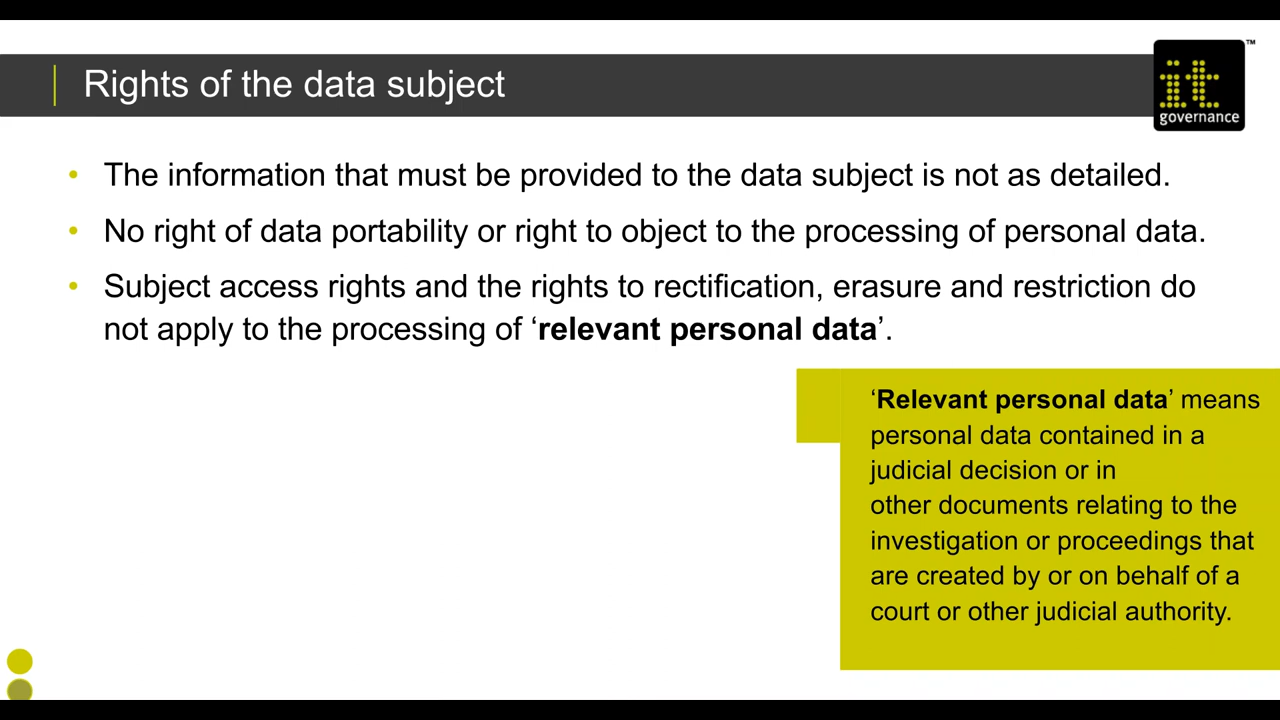 Rights of the data subject
it
governance
™
• The information that must be provided to the data subject is not as detailed.
• No right of data portability or right to object to the processing of personal data.
• Subject access rights and the rights to rectification, erasure and restriction do
not apply to the processing of ‘relevant personal data’.
‘Relevant personal data’ means
personal data contained in a
judicial decision or in
other documents relating to the
investigation or proceedings that
are created by or on behalf of a
court or other judicial authority.